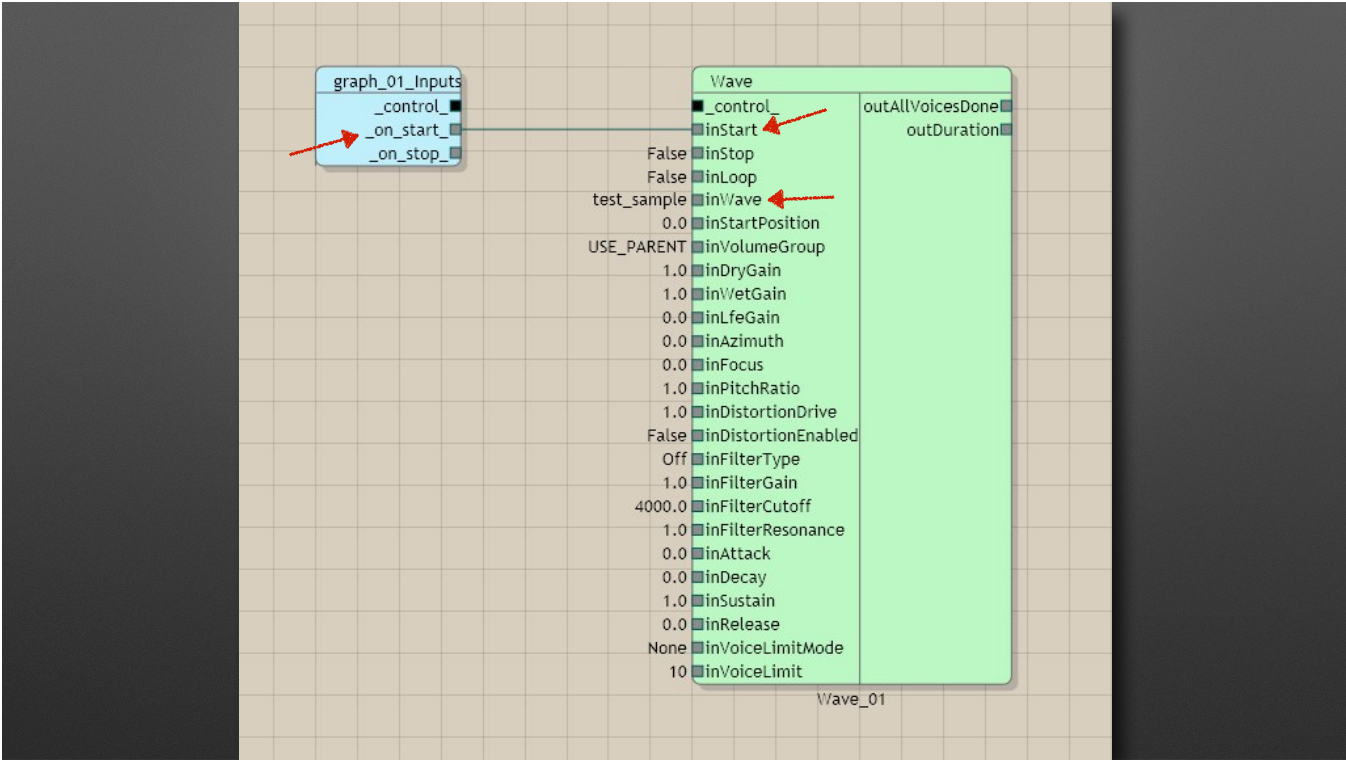 graph_01_Inputs
_control_
_on_start_
_on_stop_
Wave
_control_ outAllVoicesDone
inStart outDuration
False inStop
False inLoop
test_sample inWave
0.0 inStartPosition
USE_PARENT inVolumeGroup
1.0 inDryGain
1.0 inWetGain
0.0 inLfeGain
0.0 inAzimuth
0.0 inFocus
1.0 inPitchRatio
1.0 inDistortionDrive
False inDistortionEnabled
Off inFilterType
1.0 inFilterGain
4000.0 inFilterCutoff
1.0 inFilterResonance
0.0 inAttack
0.0 inDecay
1.0 inSustain
0.0 inRelease
None inVoiceLimitMode
10 inVoiceLimit
Wave_01